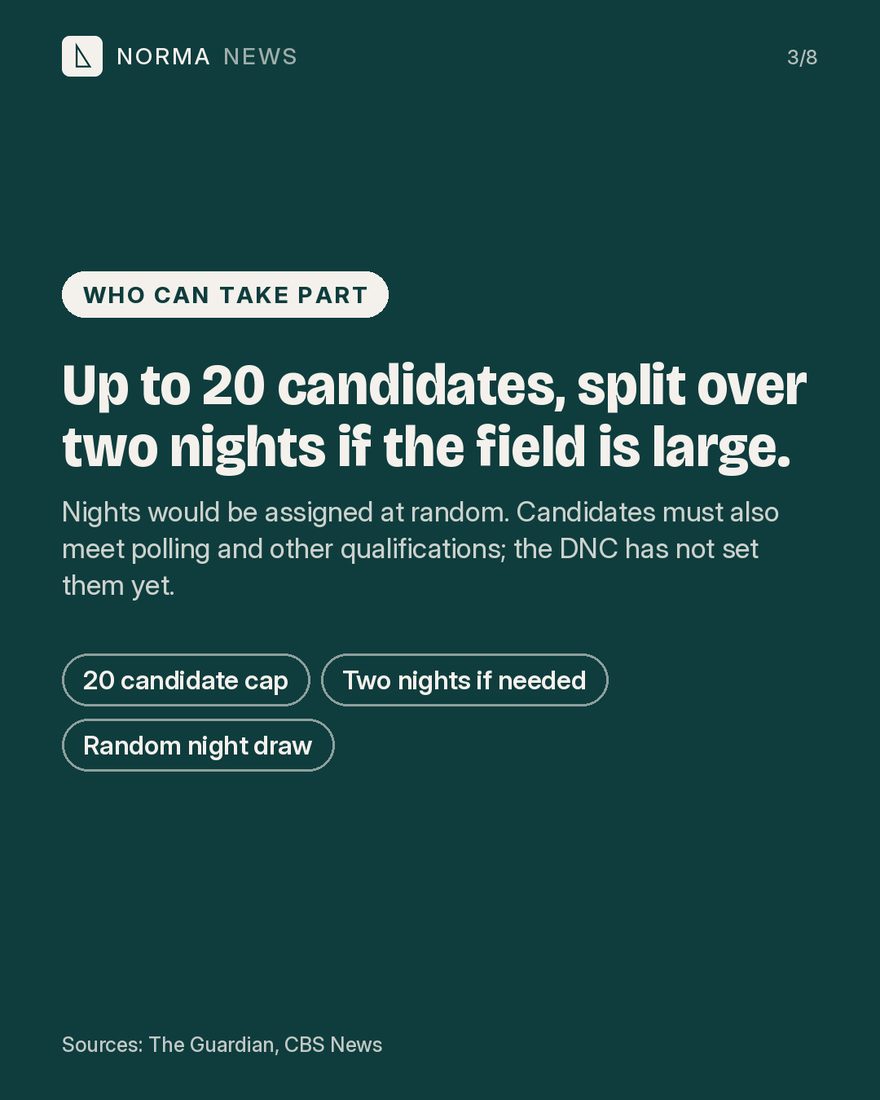 NORMA NEWS
3/8
WHO CAN TAKE PART
Up to 20 candidates, split over
two nights if the field is large.
Nights would be assigned at random. Candidates must also
meet polling and other qualifications; the DNC has not set
them yet.
20 candidate cap
Two nights if needed
Random night draw
Sources: The Guardian, CBS News